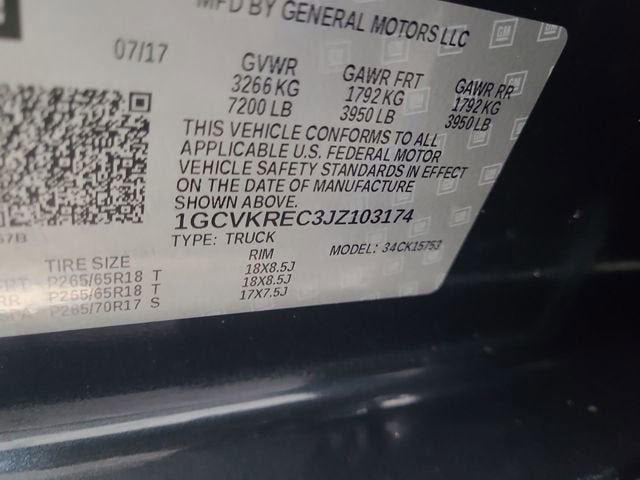 MFD BY GENERAL MOTORS LLC
07/17 GVWR GAWR FRT GAWR RR
3266 KG 1792 KG 1792 KG
7200 LB 3950 LB 3950 LB
THIS VEHICLE CONFORMS TO ALL
APPLICABLE U.S. FEDERAL MOTOR
VEHICLE SAFETY STANDARDS IN EFFECT
ON THE DATE OF MANUFACTURE
SHOWN ABOVE.
1GCVKREC3JZ103174
TYPE: TRUCK MODEL: 34CK15753
TIRE SIZE RIM
P265/65R18 T 18X8.5J
RR P265/65R18 T 18X8.5J
P265/70R17 S 17X7.5J